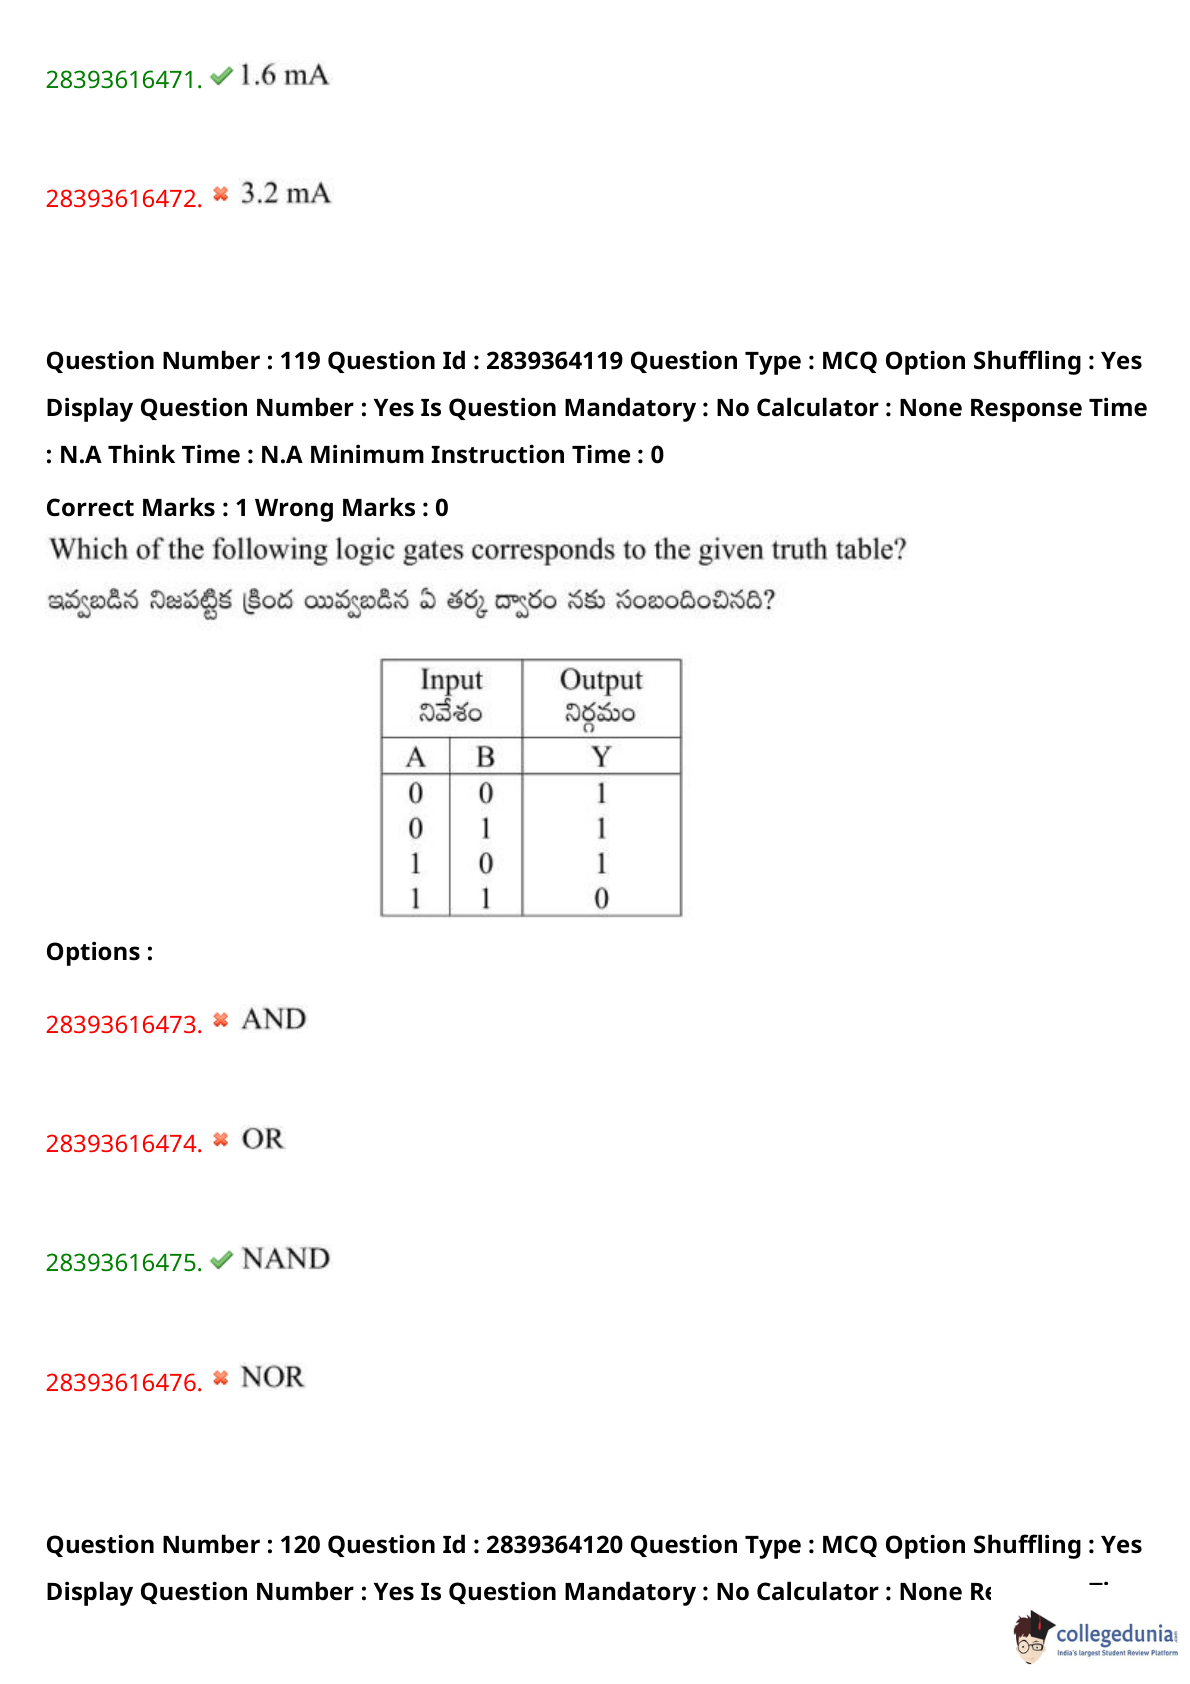 28393616471. 1.6 mA
28393616472. 3.2 mA
Question Number : 119 Question Id : 2839364119 Question Type : MCQ Option Shuffling : Yes
Display Question Number : Yes Is Question Mandatory : No Calculator : None Response Time
: N.A Think Time : N.A Minimum Instruction Time : 0
Correct Marks : 1 Wrong Marks : 0
Which of the following logic gates corresponds to the given truth table?
ఇవ్వబడిన నిజపట్టిక క్రింద యివ్వబడిన ఏ తర్క ద్వారం నకు సంబందించినది?
Input Output
నివేశం నిర్గమం
A B Y
0 0 1
0 1 1
1 0 1
1 1 0
Options :
28393616473. AND
28393616474. OR
28393616475. NAND
28393616476. NOR
Question Number : 120 Question Id : 2839364120 Question Type : MCQ Option Shuffling : Yes
Display Question Number : Yes Is Question Mandatory : No Calculator : None Re
collegedunia
India's largest Student Review Platform